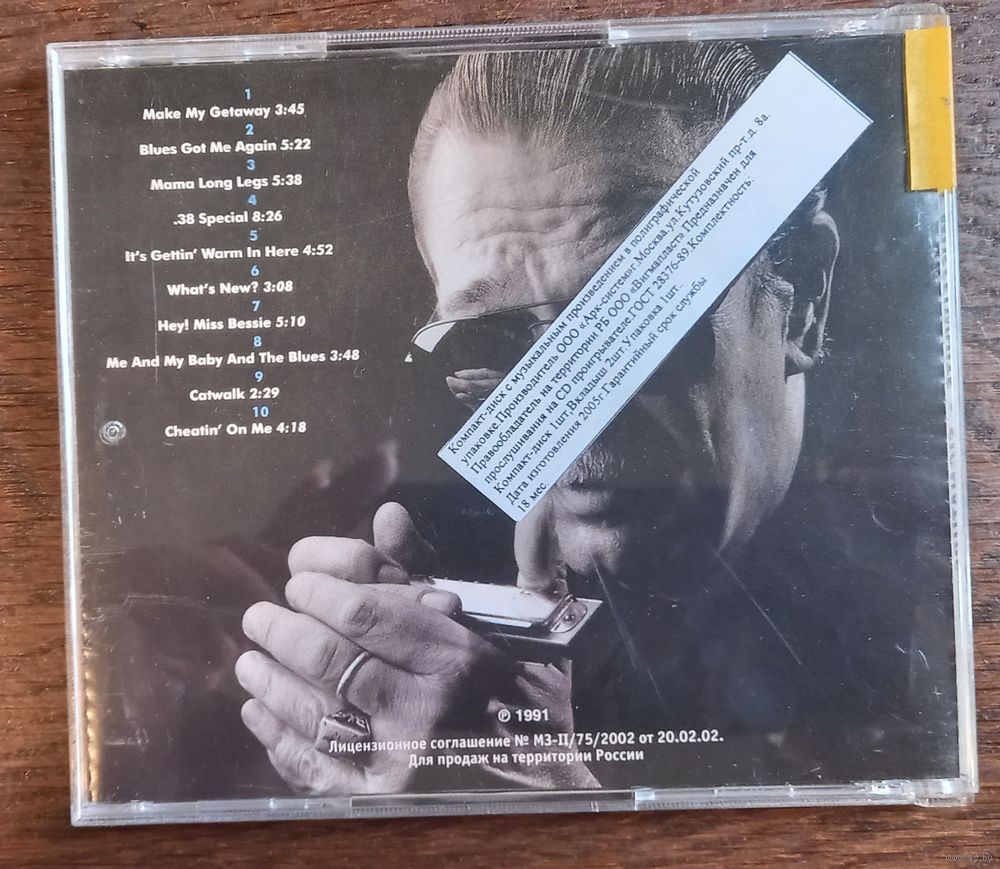 1
Make My Getaway 3:45
2
Blues Got Me Again 5:22
3
Mama Long Legs 5:38
4
.38 Special 8:26
5
It's Gettin' Warm In Here 4:52
6
What's New? 3:08
7
Hey! Miss Bessie 5:10
8
Me And My Baby And The Blues 3:48
9
Catwalk 2:29
10
Cheatin' On Me 4:18
Компакт-диск с музыкальным произведением в полиграфической
упаковке.Производитель ООО «Арк-систем»г.Москва,ул.Кутузовский пр-т,д. 8а.
Правообладатель на территории РБ ООО «Вигмапласт» Предназначен для
прослушивания на CD проигрывателе.ГОСТ 28376-89.Комплектность:
Компакт-диск 1шт,Вкладыш 2шт.Упаковка 1шт.
Дата изготовления 2005г.Гарантийный срок службы
18 мес.
℗ 1991
Лицензионное соглашение № МЗ-II/75/2002 от 20.02.02.
Для продаж на территории России
www.ay.by